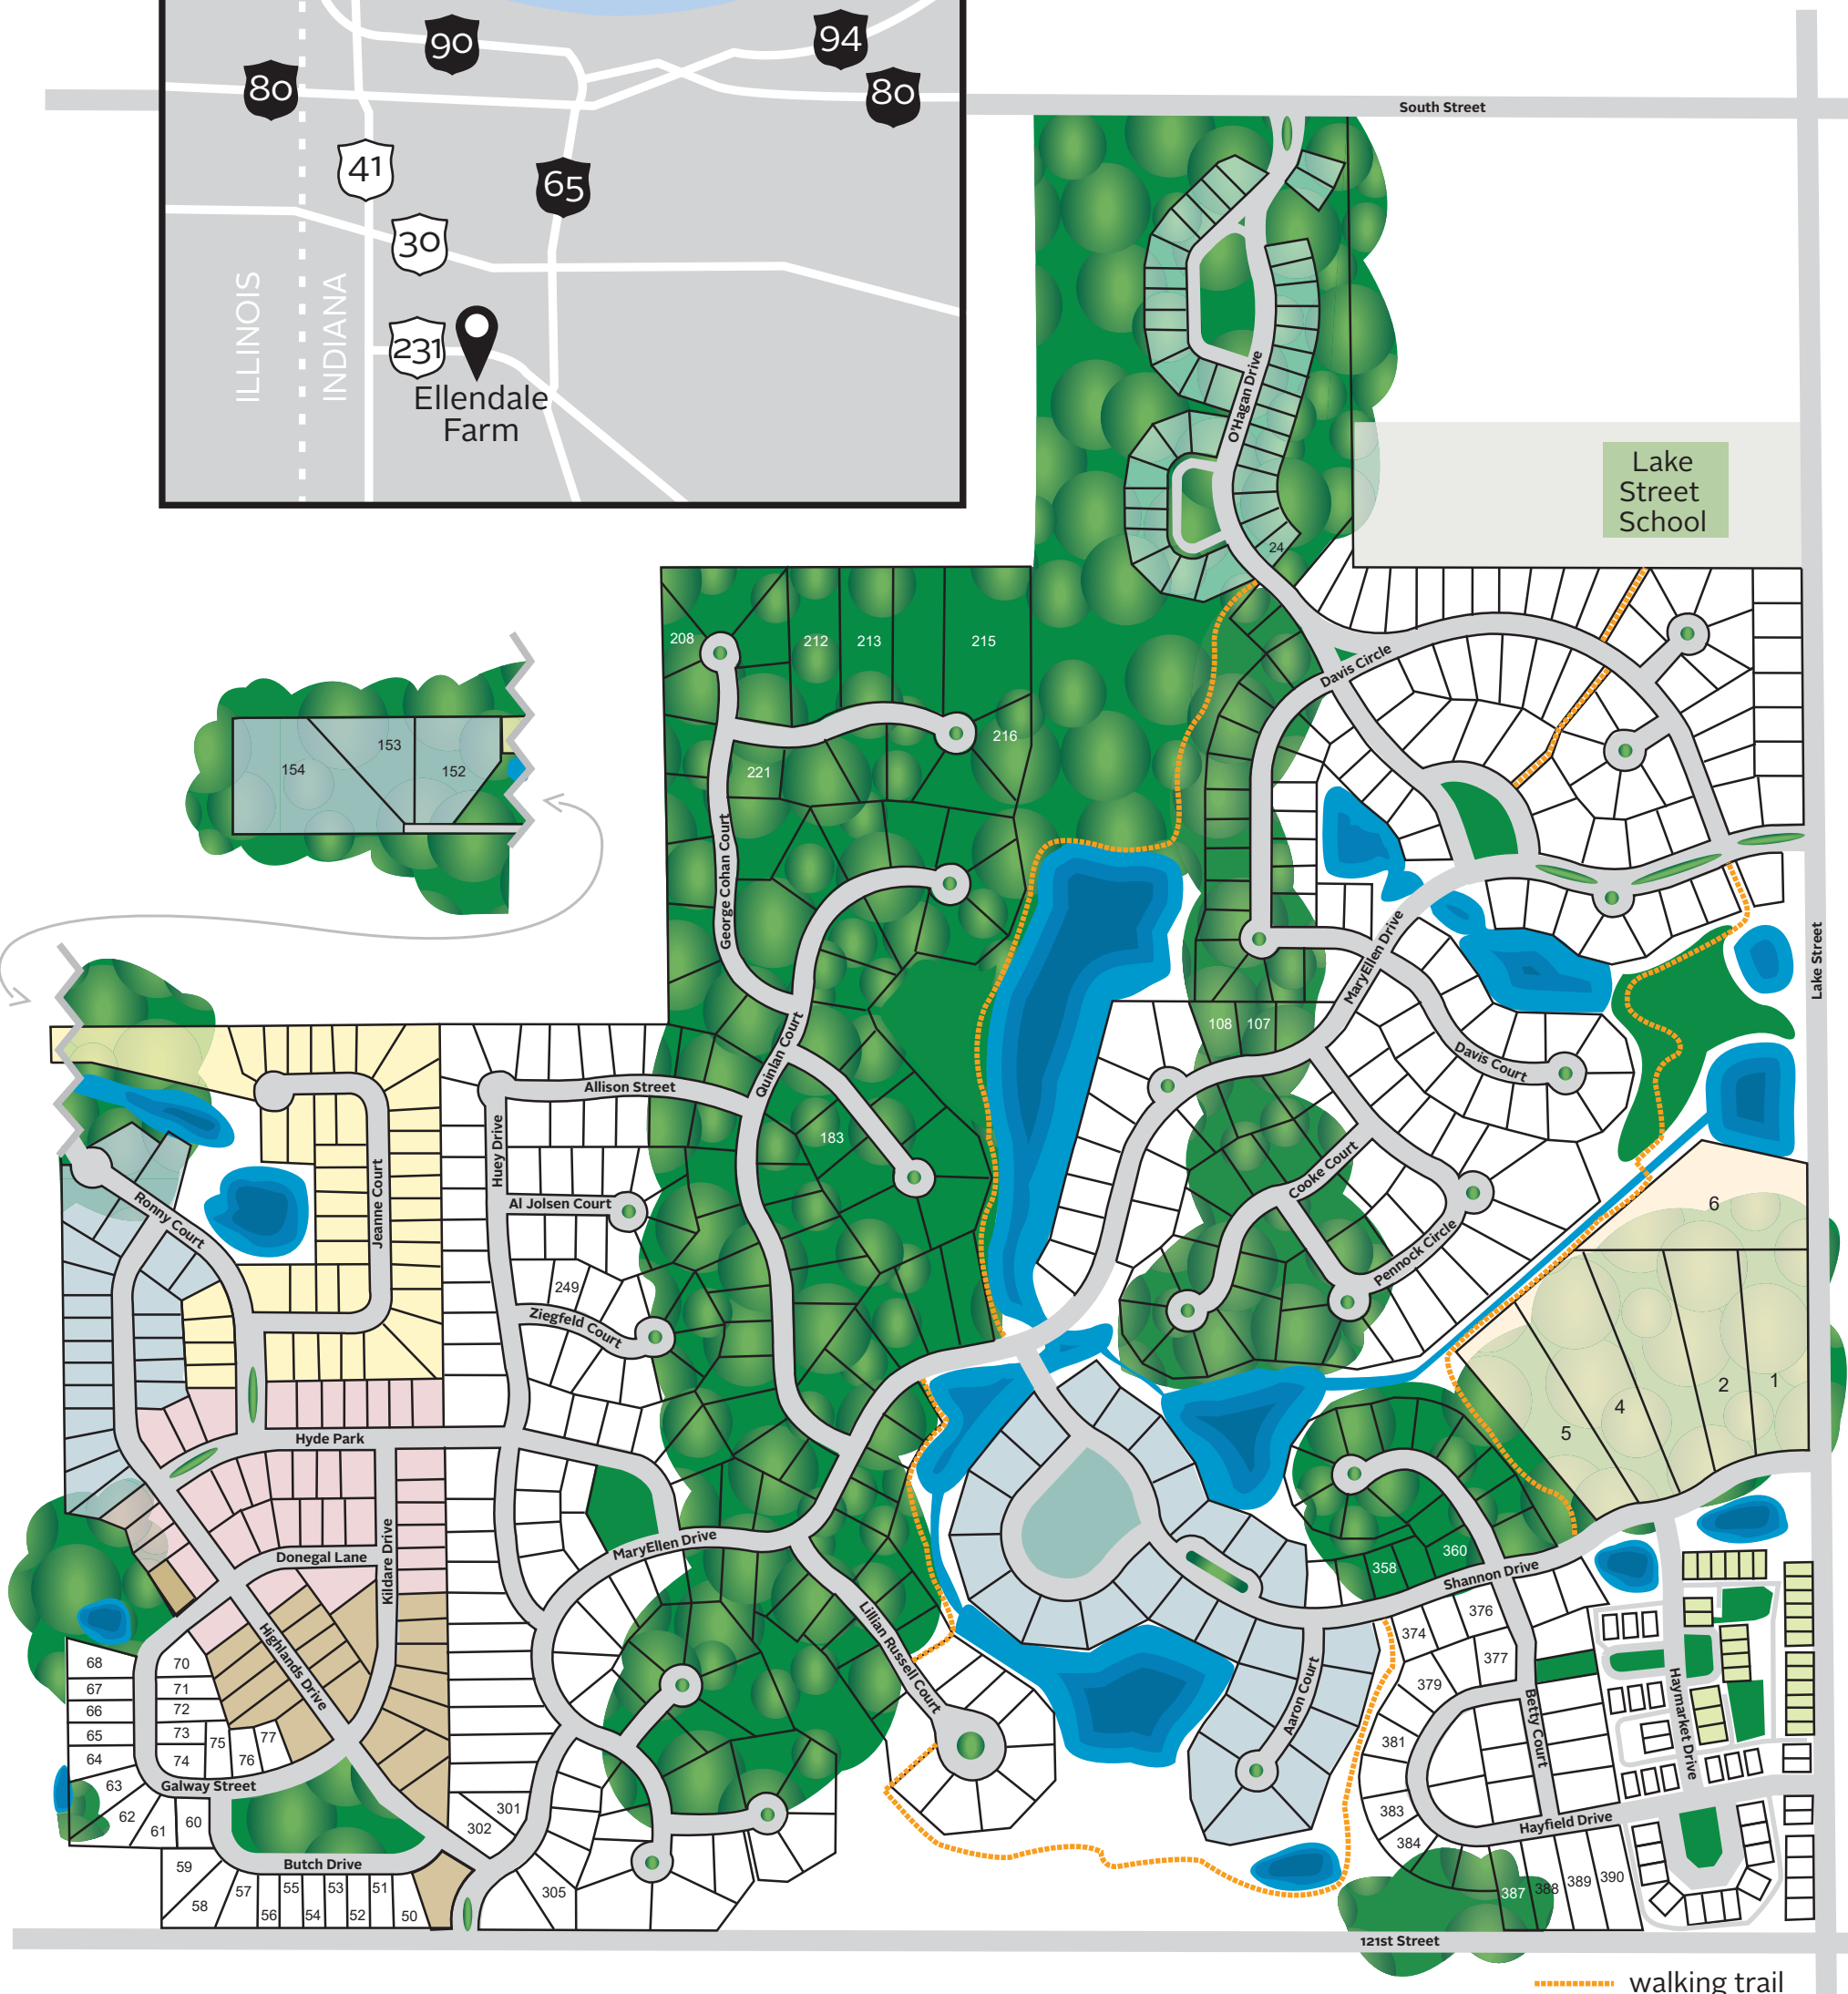 90
94
80
80
41
65
30
231
ILLINOIS
INDIANA
Ellendale
Farm
South Street
O'Hagan Drive
Lake
Street
School
24
208
212
213
215
216
221
Davis Circle
153
154
152
George Cohan Court
MaryEllen Drive
Lake Street
108
107
Quinlan Court
Davis Court
Allison Street
Huey Drive
183
Cooke Court
Jeanne Court
Al Jolsen Court
Ronny Court
6
Pennock Circle
249
Ziegfeld Court
1
2
4
5
Hyde Park
MaryEllen Drive
Donegal Lane
Kildare Drive
358
360
Shannon Drive
Lillian Russell Court
376
374
377
379
Highlands Drive
68
70
67
71
66
72
65
73
75
77
64
74
76
Aaron Court
Betty Court
Haymarket Drive
381
63
Galway Street
62
60
61
301
302
383
384
Hayfield Drive
59
Butch Drive
57
55
53
51
58
56
54
52
50
305
387
388
389
390
121st Street
walking trail